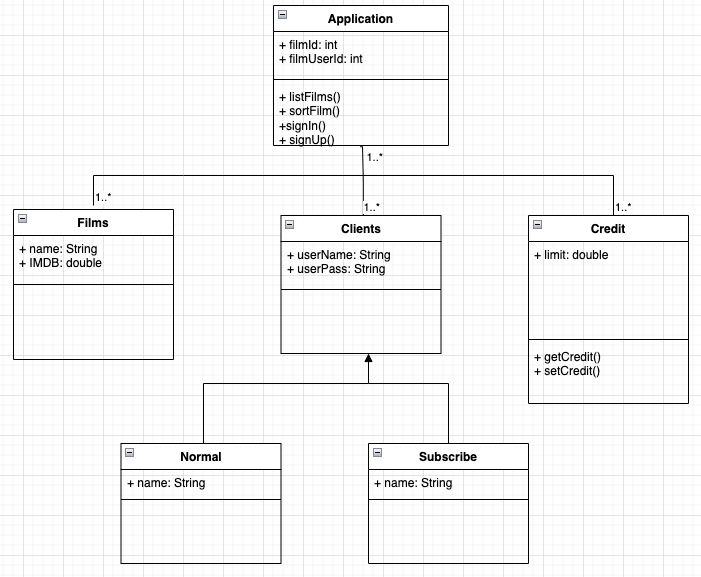 Application
+ filmId: int
+ filmUserId: int
+ listFilms()
+ sortFilm()
+signIn()
+ signUp()
1..*
1..*
1..*
1..*
Films
+ name: String
+ IMDB: double
Clients
+ userName: String
+ userPass: String
Credit
+ limit: double
+ getCredit()
+ setCredit()
Normal
+ name: String
Subscribe
+ name: String